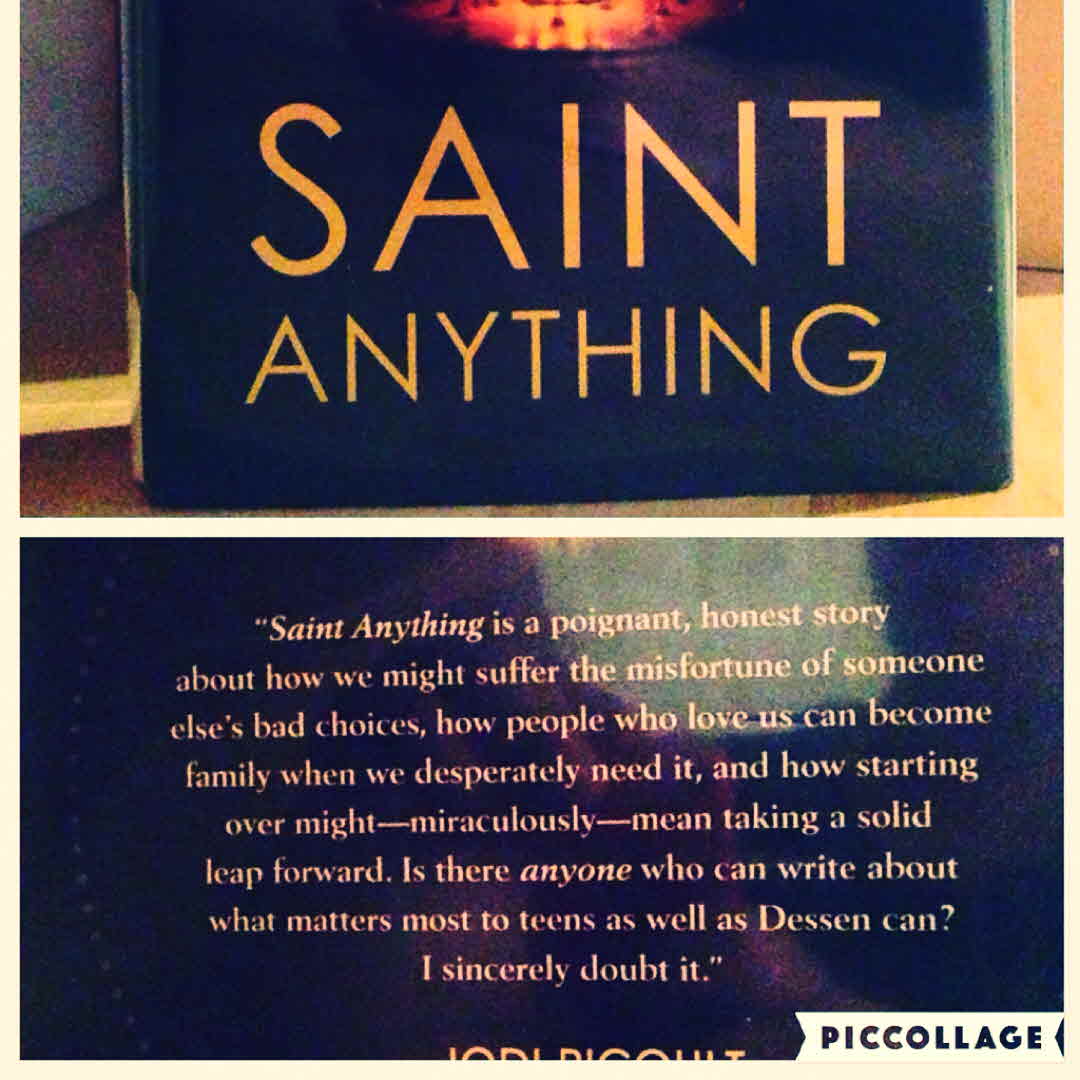 SAINT
ANYTHING
"Saint Anything is a poignant, honest story
about how we might suffer the misfortune of someone
else's bad choices, how people who love us can become
family when we desperately need it, and how starting
over might—miraculously—mean taking a solid
leap forward. Is there anyone who can write about
what matters most to teens as well as Dessen can?
I sincerely doubt it."
JODI PICOULT
PICCOLLAGE